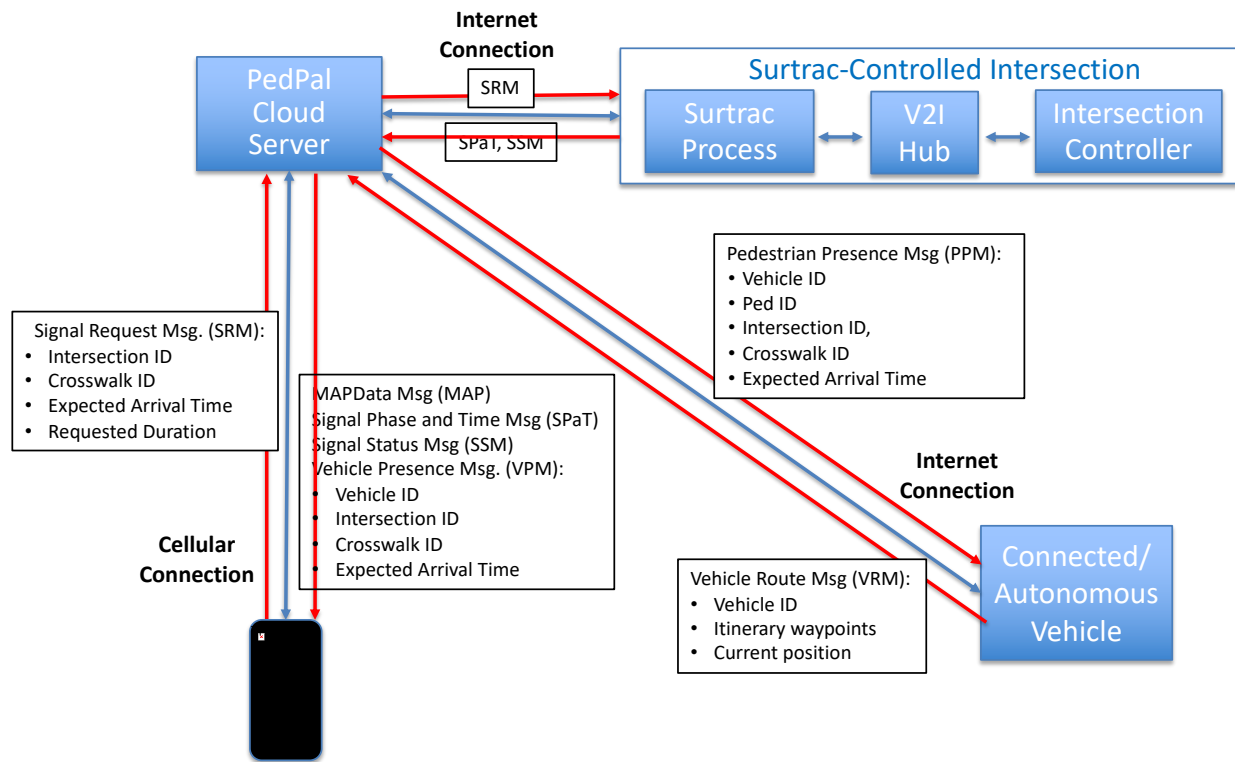 Internet
Connection
PedPal
Cloud
Server
SRM
SPaT, SSM
Surtrac-Controlled Intersection
Surtrac
Process
V2I
Hub
Intersection
Controller
Pedestrian Presence Msg (PPM):
• Vehicle ID
• Ped ID
• Intersection ID,
• Crosswalk ID
• Expected Arrival Time
Signal Request Msg. (SRM):
• Intersection ID
• Crosswalk ID
• Expected Arrival Time
• Requested Duration
MAPData Msg (MAP)
Signal Phase and Time Msg (SPaT)
Signal Status Msg (SSM)
Vehicle Presence Msg. (VPM):
• Vehicle ID
• Intersection ID
• Crosswalk ID
• Expected Arrival Time
Internet
Connection
Cellular
Connection
Vehicle Route Msg (VRM):
• Vehicle ID
• Itinerary waypoints
• Current position
Connected/
Autonomous
Vehicle